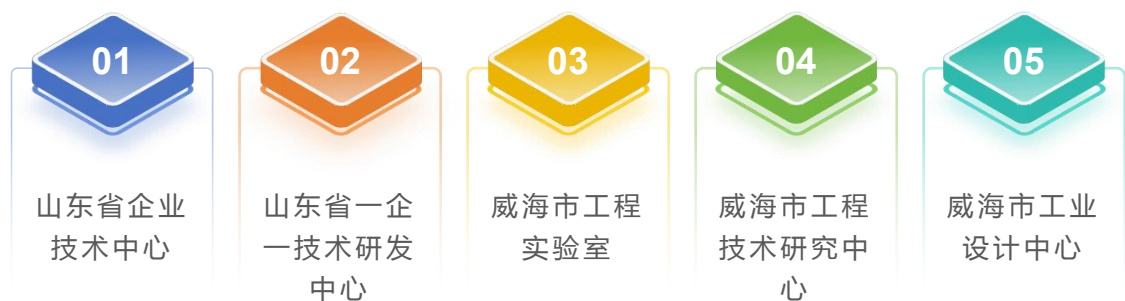 01
02
03
04
05
山东省企业
技术中心
山东省一企
一技术研发
中心
威海市工程
实验室
威海市工程
技术研究中
心
威海市工业
设计中心